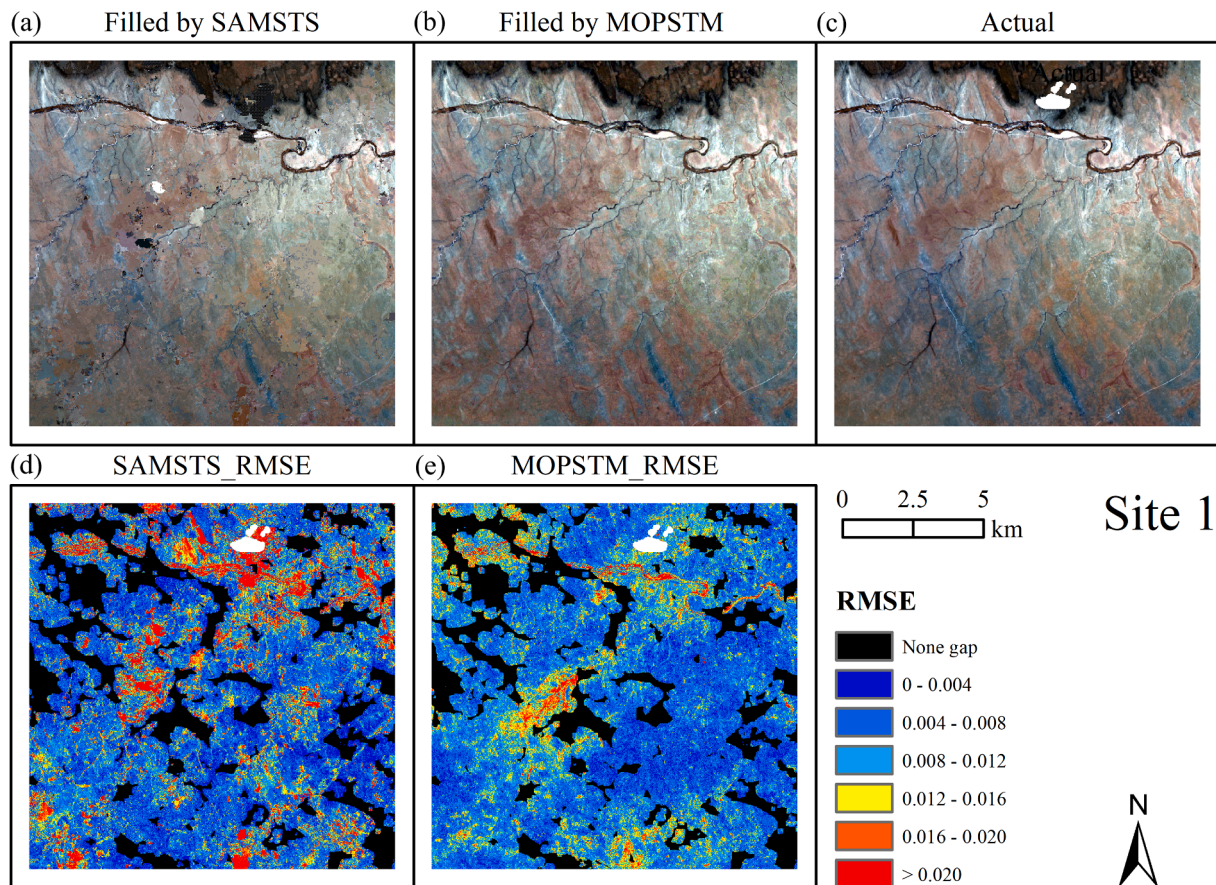 (a) Filled by SAMSTS
(b) Filled by MOPSTM
(c) Actual
Actual
(d) SAMSTS_RMSE
(e) MOPSTM_RMSE
0 2.5 5
km
Site 1
RMSE
None gap
0 - 0.004
0.004 - 0.008
0.008 - 0.012
0.012 - 0.016
0.016 - 0.020
> 0.020
N